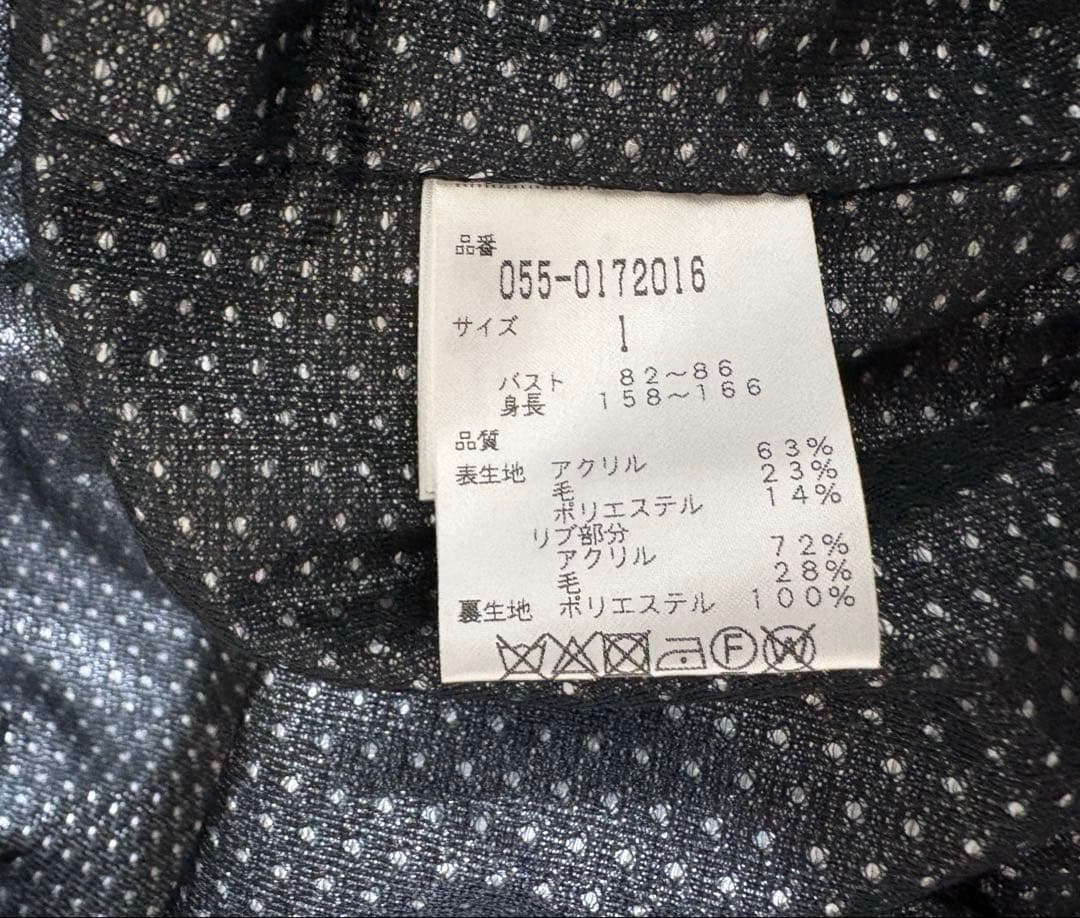 品番
055-0172016
サイズ 1
バスト 82~86
身長 158~166
品質
表生地 アクリル 63%
毛 23%
ポリエステル 14%
リブ部分
アクリル 72%
毛 28%
裏生地 ポリエステル 100%
F W